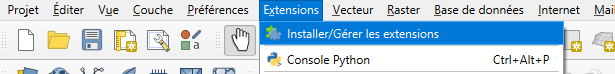 Projet Éditer Vue Couche Préférences Extensions Vecteur Raster Base de données Internet
Installer/Gérer les extensions
Console Python Ctrl+Alt+P